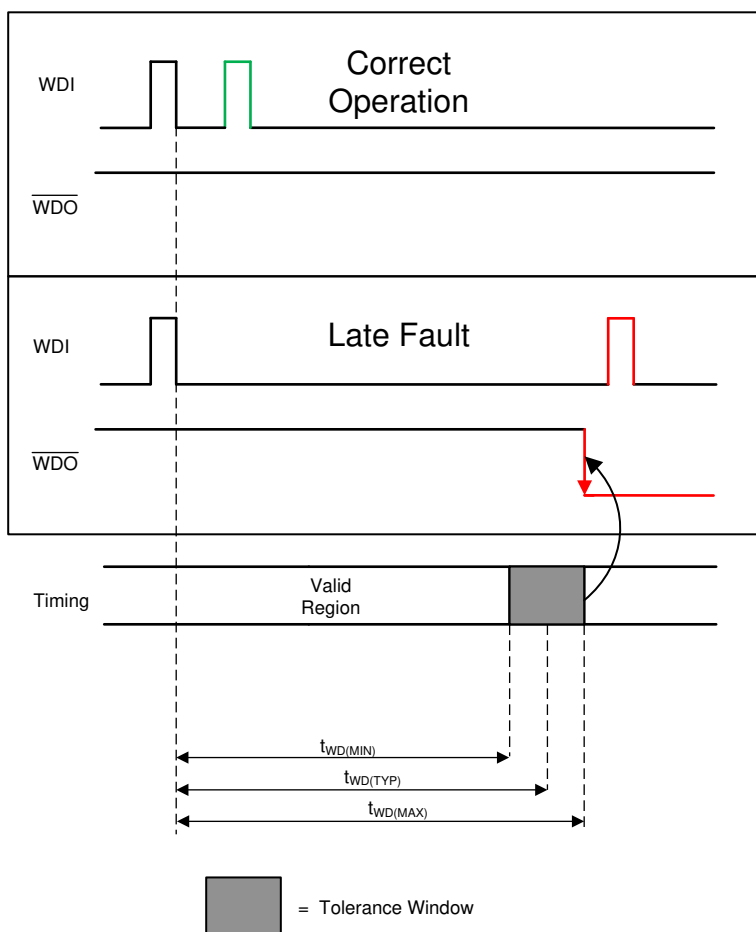 WDI
Correct
Operation
WDO
WDI
Late Fault
WDO
Timing
Valid
Region
tWD(MIN)
tWD(TYP)
tWD(MAX)
= Tolerance Window